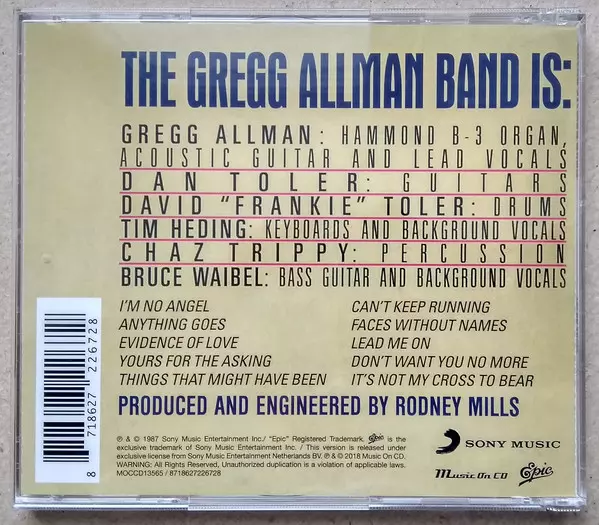 THE GREGG ALLMAN BAND IS:
GREGG ALLMAN: HAMMOND B-3 ORGAN,
ACOUSTIC GUITAR AND LEAD VOCALS
DAN TOLER: GUITARS
DAVID "FRANKIE" TOLER: DRUMS
TIM HEDING: KEYBOARDS AND BACKGROUND VOCALS
CHAZ TRIPPY: PERCUSSION
BRUCE WAIBEL: BASS GUITAR AND BACKGROUND VOCALS
I'M NO ANGEL
ANYTHING GOES
EVIDENCE OF LOVE
YOURS FOR THE ASKING
THINGS THAT MIGHT HAVE BEEN
CAN'T KEEP RUNNING
FACES WITHOUT NAMES
LEAD ME ON
DON'T WANT YOU NO MORE
IT'S NOT MY CROSS TO BEAR
PRODUCED AND ENGINEERED BY RODNEY MILLS
℗ & © 1987 Sony Music Entertainment Inc./ "Epic" Registered Trademark. Epic is the
exclusive trademark of Sony Music Entertainment Inc. / This version is released under
exclusive license from Sony Music Entertainment Netherlands BV. ℗ & © 2018 Music On CD.
WARNING: All Rights Reserved, Unauthorized duplication is a violation of applicable laws.
MOCCD13565 / 8718627226728
SONY MUSIC
Music On CD
Epic
8 718627 226728